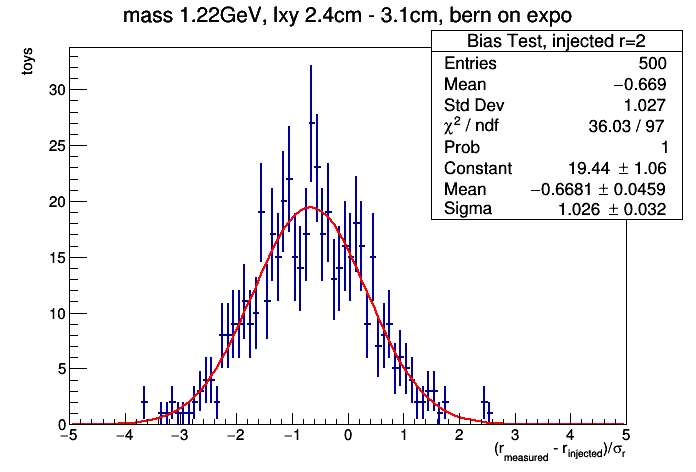 mass 1.22GeV, lxy 2.4cm - 3.1cm, bern on expo
Bias Test, injected r=2
Entries 500
Mean −0.669
Std Dev 1.027
χ² / ndf 36.03 / 97
Prob 1
Constant 19.44 ± 1.06
Mean −0.6681 ± 0.0459
Sigma 1.026 ± 0.032
toys
30
25
20
15
10
5
0
−5 −4 −3 −2 −1 0 1 2 3 4 5
(r_measured - r_injected)/σ_r